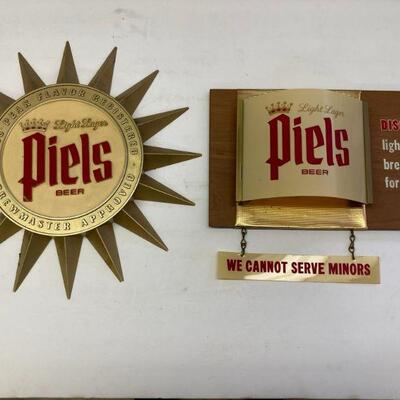 PEAK FLAVOR REGISTERED
Light Lager
Piels
BEER
BREWMASTER APPROVED
Light Lager
Piels
BEER
DIS
ligh
bre
for
WE CANNOT SERVE MINORS